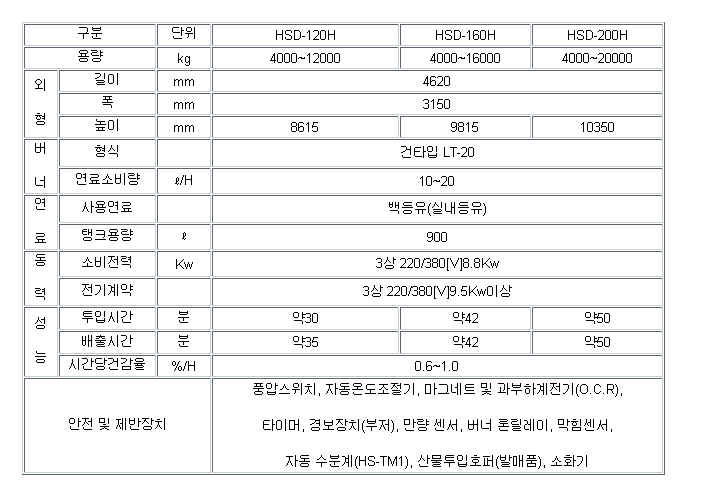 구분 단위 HSD-120H HSD-160H HSD-200H
용량 kg 4000~12000 4000~16000 4000~20000
외형 길이 mm 4620
폭 mm 3150
높이 mm 8615 9815 10350
버너 형식 건타입 LT-20
연료소비량 ℓ/H 10~20
연료 사용연료 백등유(실내등유)
탱크용량 ℓ 900
동력 소비전력 Kw 3상 220/380[V]8.8Kw
전기계약 3상 220/380[V]9.5Kw이상
성능 투입시간 분 약30 약42 약50
배출시간 분 약35 약42 약50
시간당건감율 %/H 0.6~1.0
안전 및 제반장치 풍압스위치, 자동온도조절기, 마그네트 및 과부하계전기(O.C.R),
타이머, 경보장치(부저), 만량 센서, 버너 론릴레이, 막힘센서,
자동 수분계(HS-TM1), 산물투입호퍼(발매품), 소화기